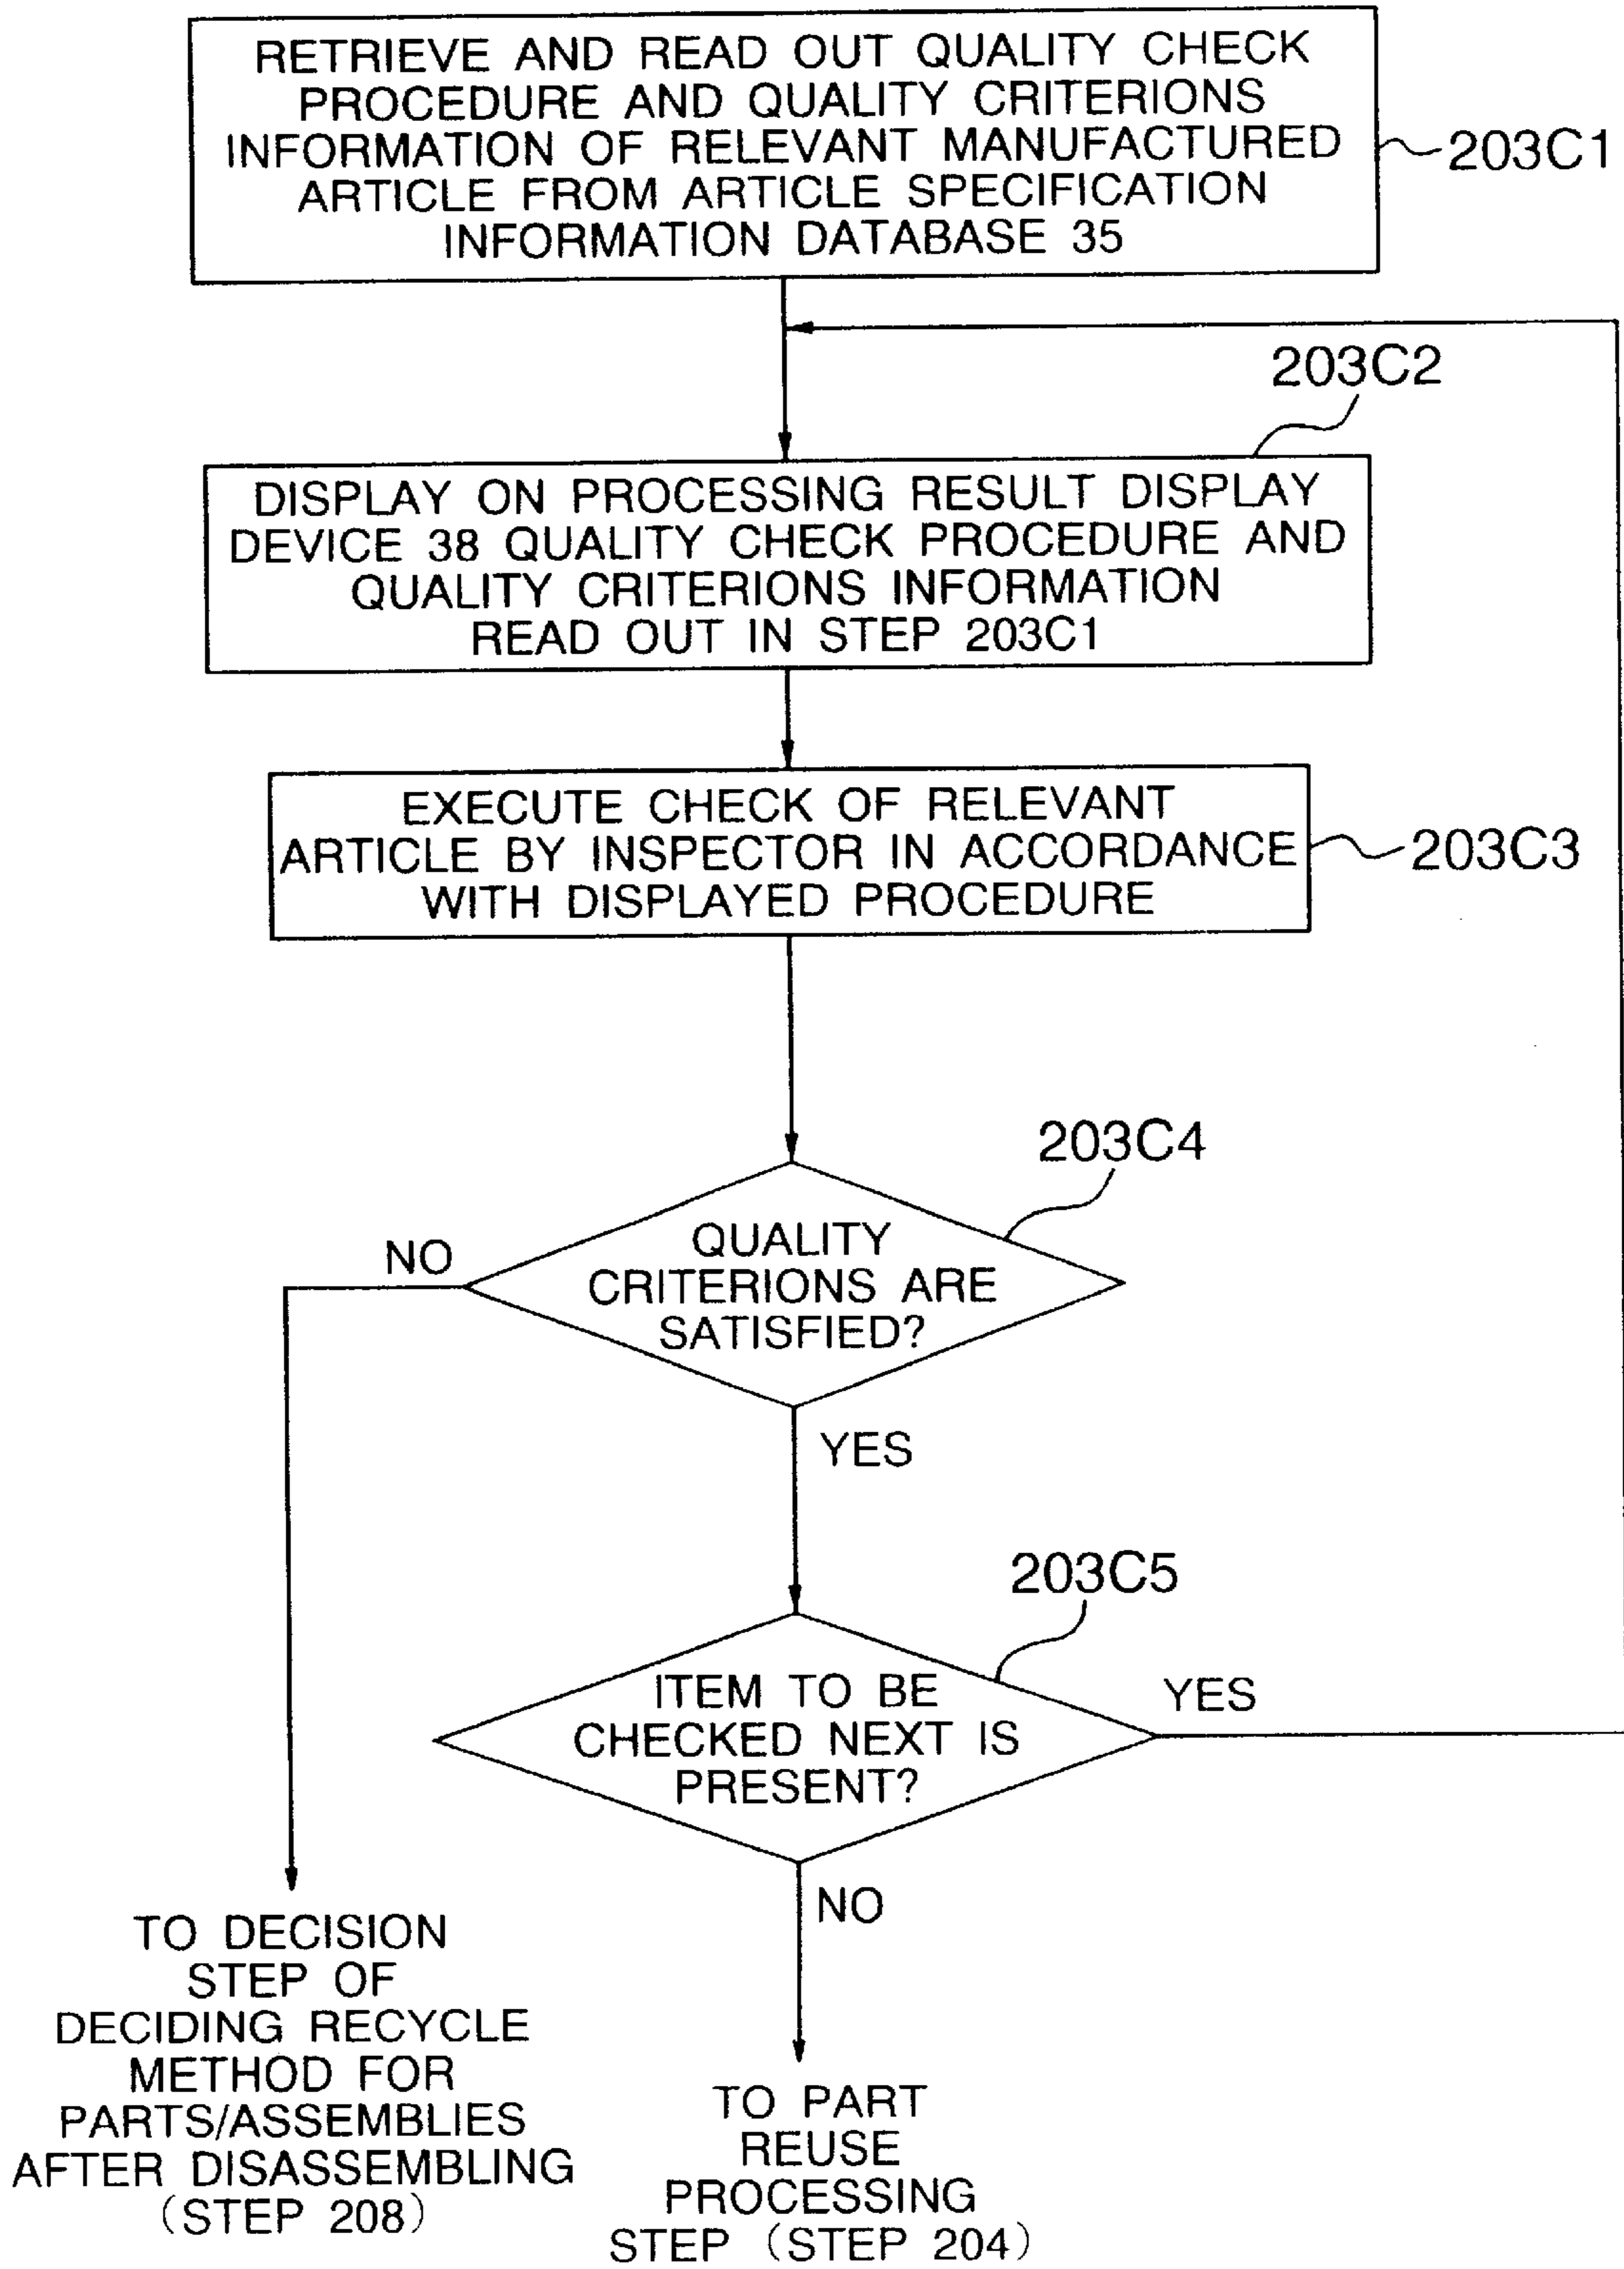 RETRIEVE AND READ OUT QUALITY CHECK
PROCEDURE AND QUALITY CRITERIONS
INFORMATION OF RELEVANT MANUFACTURED
ARTICLE FROM ARTICLE SPECIFICATION
INFORMATION DATABASE 35
203C1
203C2
DISPLAY ON PROCESSING RESULT DISPLAY
DEVICE 38 QUALITY CHECK PROCEDURE AND
QUALITY CRITERIONS INFORMATION
READ OUT IN STEP 203C1
EXECUTE CHECK OF RELEVANT
ARTICLE BY INSPECTOR IN ACCORDANCE
WITH DISPLAYED PROCEDURE
203C3
203C4
QUALITY
CRITERIONS ARE
SATISFIED?
NO
YES
203C5
ITEM TO BE
CHECKED NEXT IS
PRESENT?
YES
NO
TO DECISION
STEP OF
DECIDING RECYCLE
METHOD FOR
PARTS/ASSEMBLIES
AFTER DISASSEMBLING
(STEP 208)
TO PART
REUSE
PROCESSING
STEP (STEP 204)